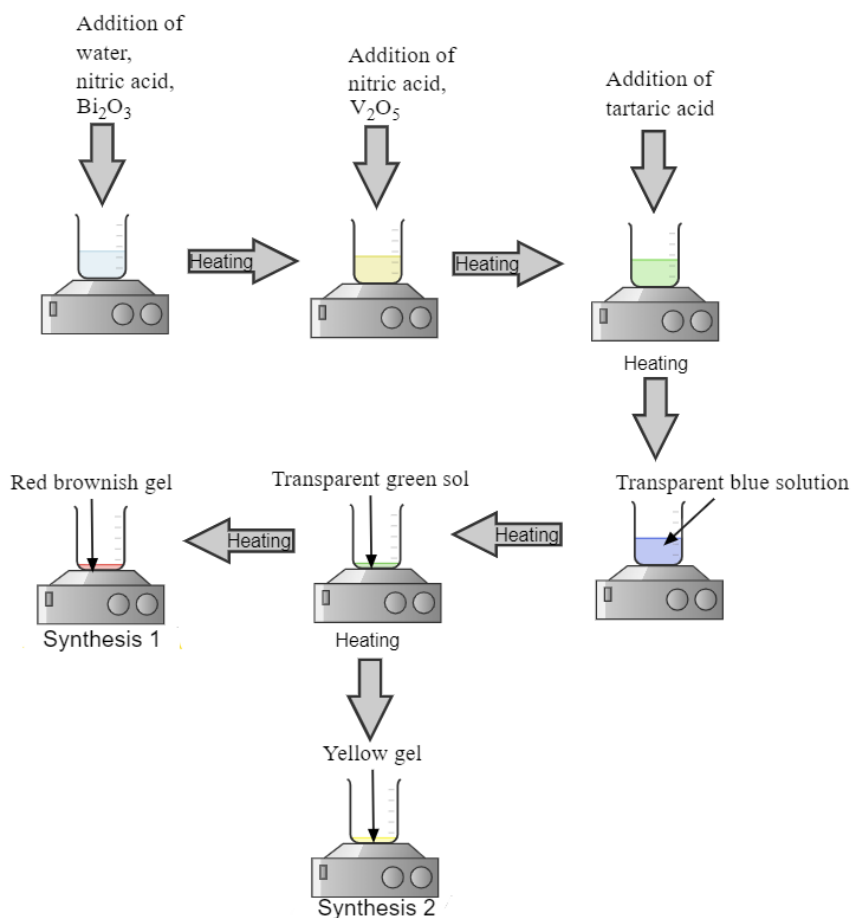 Addition of
water,
nitric acid,
Bi₂O₃
Addition of
nitric acid,
V₂O₅
Addition of
tartaric acid
Heating
Heating
Heating
Red brownish gel
Transparent green sol
Transparent blue solution
Heating
Heating
Synthesis 1
Heating
Yellow gel
Synthesis 2